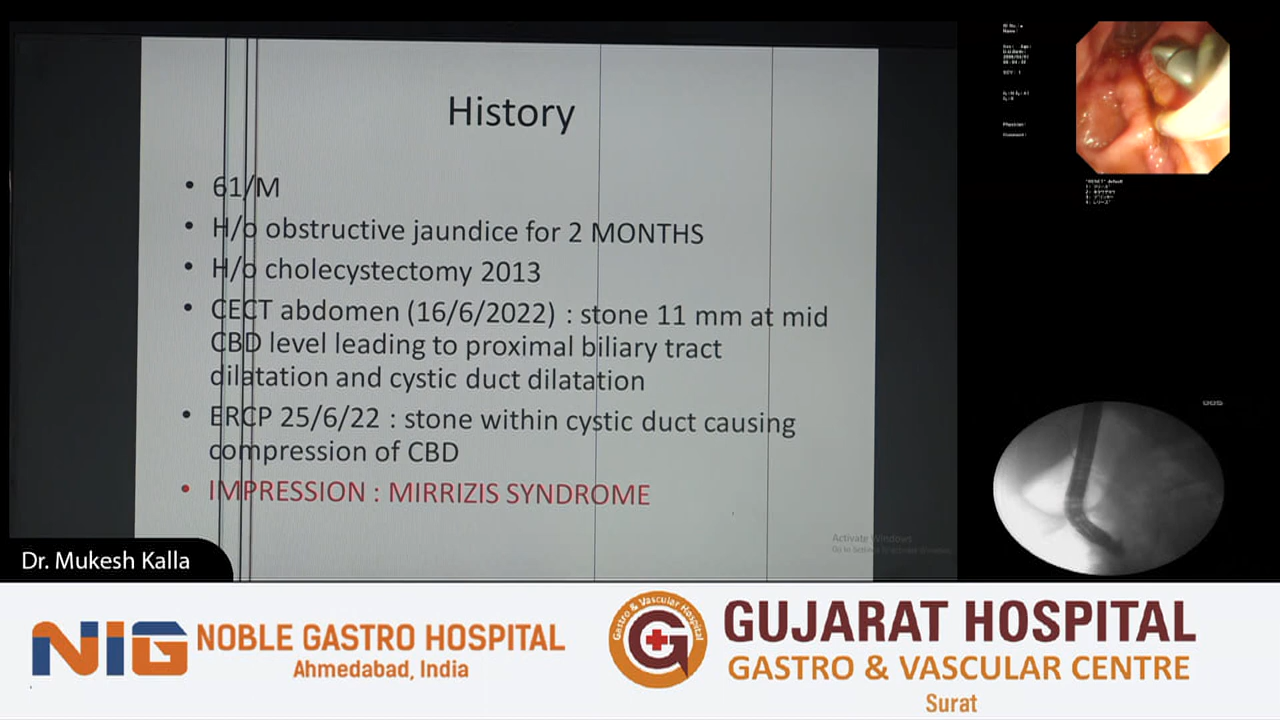 History
• 61/M
• H/o obstructive jaundice for 2 MONTHS
• H/o cholecystectomy 2013
• CECT abdomen (16/6/2022) : stone 11 mm at mid
CBD level leading to proximal biliary tract
dilatation and cystic duct dilatation
• ERCP 25/6/22 : stone within cystic duct causing
compression of CBD
• IMPRESSION : MIRRIZIS SYNDROME
Activate Windows
Dr. Mukesh Kalla
NIG NOBLE GASTRO HOSPITAL
Ahmedabad, India
Gastro & Vascular Hospital
G
GUJARAT HOSPITAL
GASTRO & VASCULAR CENTRE
Surat